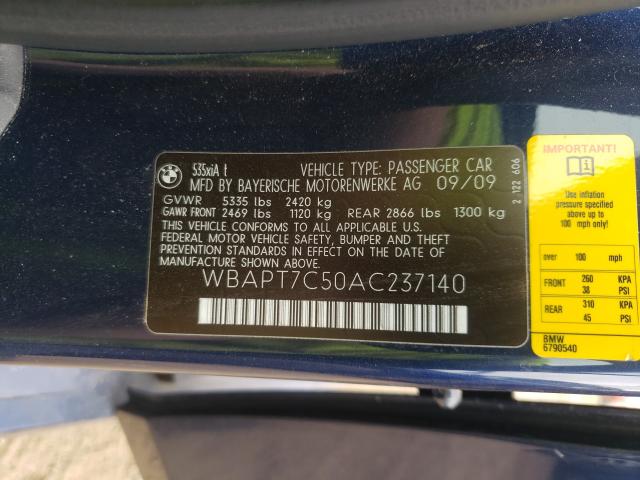 BMW
535xiA t
VEHICLE TYPE: PASSENGER CAR
MFD BY BAYERISCHE MOTORENWERKE AG 09/09
GVWR 5335 lbs 2420 kg
GAWR FRONT 2469 lbs 1120 kg REAR 2866 lbs 1300 kg
THIS VEHICLE CONFORMS TO ALL APPLICABLE U.S.
FEDERAL MOTOR VEHICLE SAFETY, BUMPER AND THEFT
PREVENTION STANDARDS IN EFFECT ON THE DATE OF
MANUFACTURE SHOWN ABOVE.
WBAPT7C50AC237140
2 122 606
IMPORTANT!
Use inflation
pressure specified
above up to
100 mph only!
over 100 mph
FRONT 260 KPA
38 PSI
REAR 310 KPA
45 PSI
BMW
6790540